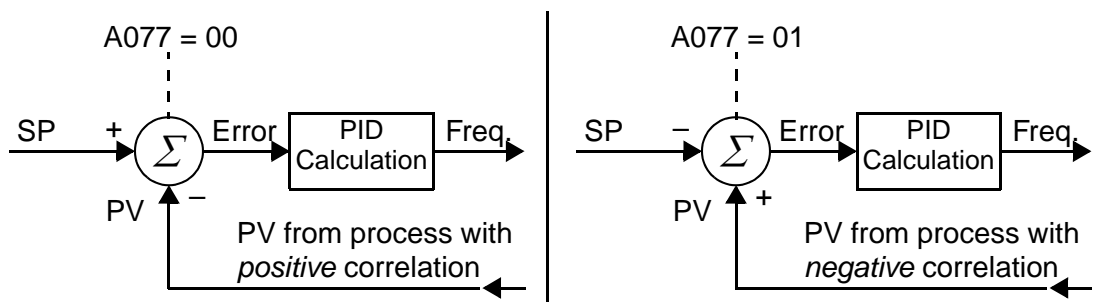 A077 = 00
SP
+
Σ
Error
PID
Calculation
Freq.
PV
–
PV from process with
positive correlation
A077 = 01
SP
–
Σ
Error
PID
Calculation
Freq.
PV
+
PV from process with
negative correlation